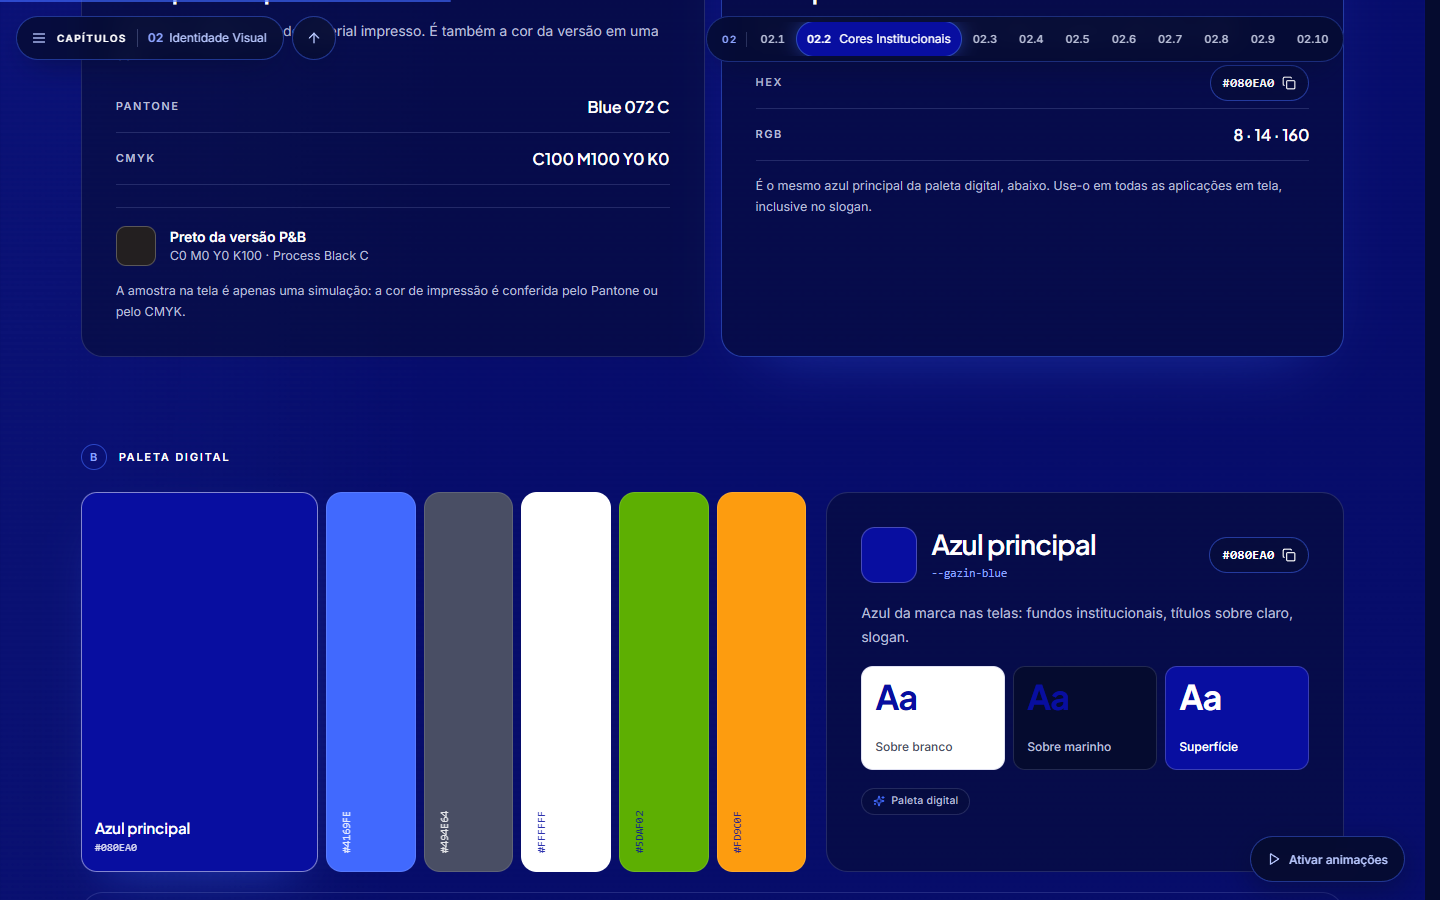 CAPÍTULOS
02 Identidade Visual
erial impresso. É também a cor da versão em uma
02
02.1
02.2 Cores Institucionais
02.3
02.4
02.5
02.6
02.7
02.8
02.9
02.10
PANTONE
Blue 072 C
CMYK
C100 M100 Y0 K0
Preto da versão P&B
C0 M0 Y0 K100 · Process Black C
A amostra na tela é apenas uma simulação: a cor de impressão é conferida pelo Pantone ou
pelo CMYK.
HEX
#080EA0
RGB
8 · 14 · 160
É o mesmo azul principal da paleta digital, abaixo. Use-o em todas as aplicações em tela,
inclusive no slogan.
B
PALETA DIGITAL
Azul principal
#080EA0
#4169FE
#494E64
#FFFFFF
#5DAF02
#FD9C0F
Azul principal
--gazin-blue
#080EA0
Azul da marca nas telas: fundos institucionais, títulos sobre claro,
slogan.
Aa
Sobre branco
Aa
Sobre marinho
Aa
Superfície
Paleta digital
Ativar animações